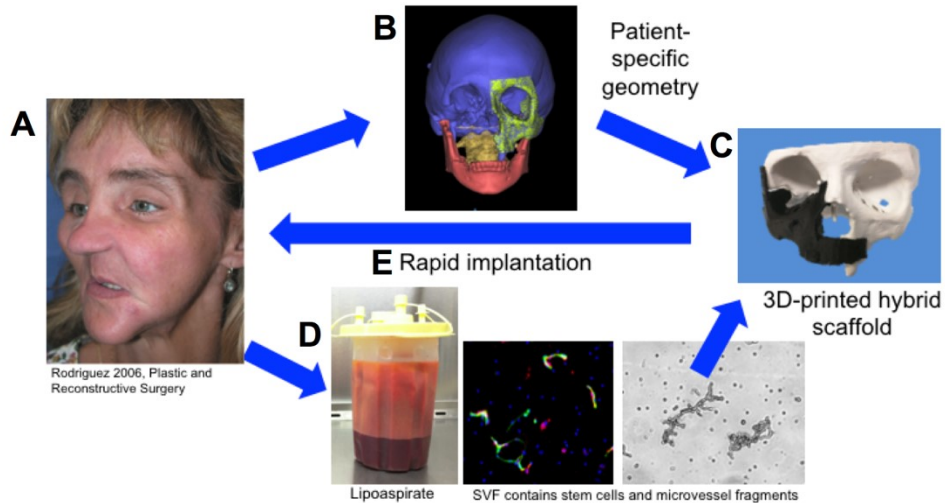 B
Patient-
specific
geometry
A
C
E Rapid implantation
3D-printed hybrid
scaffold
D
Rodriguez 2006, Plastic and
Reconstructive Surgery
Lipoaspirate
SVF contains stem cells and microvessel fragments